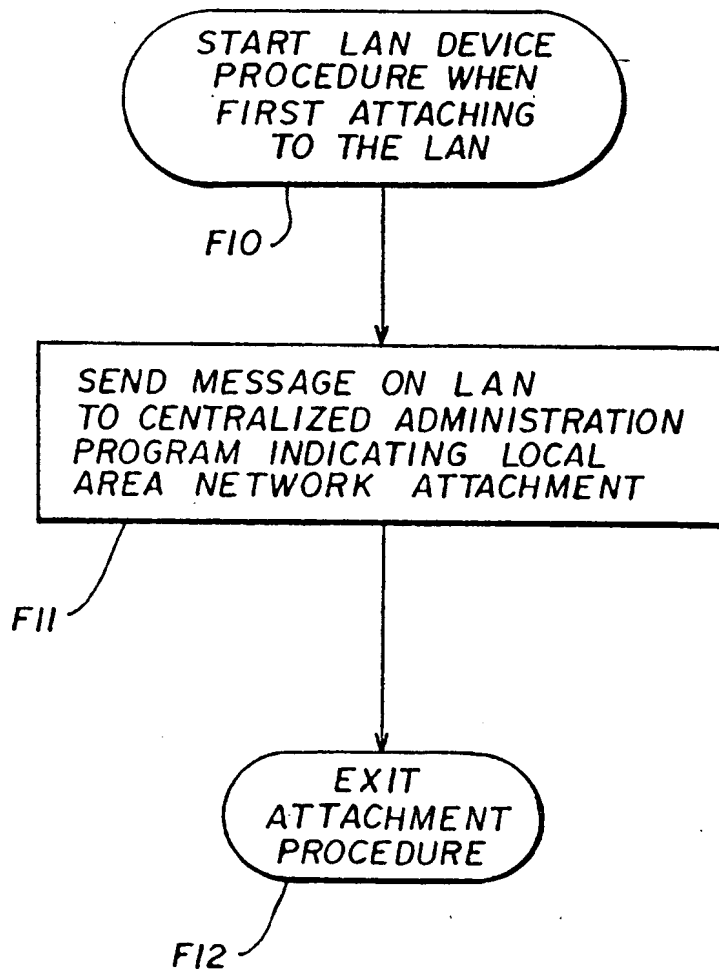 START LAN DEVICE
PROCEDURE WHEN
FIRST ATTACHING
TO THE LAN
F10
SEND MESSAGE ON LAN
TO CENTRALIZED ADMINISTRATION
PROGRAM INDICATING LOCAL
AREA NETWORK ATTACHMENT
F11
EXIT
ATTACHMENT
PROCEDURE
F12